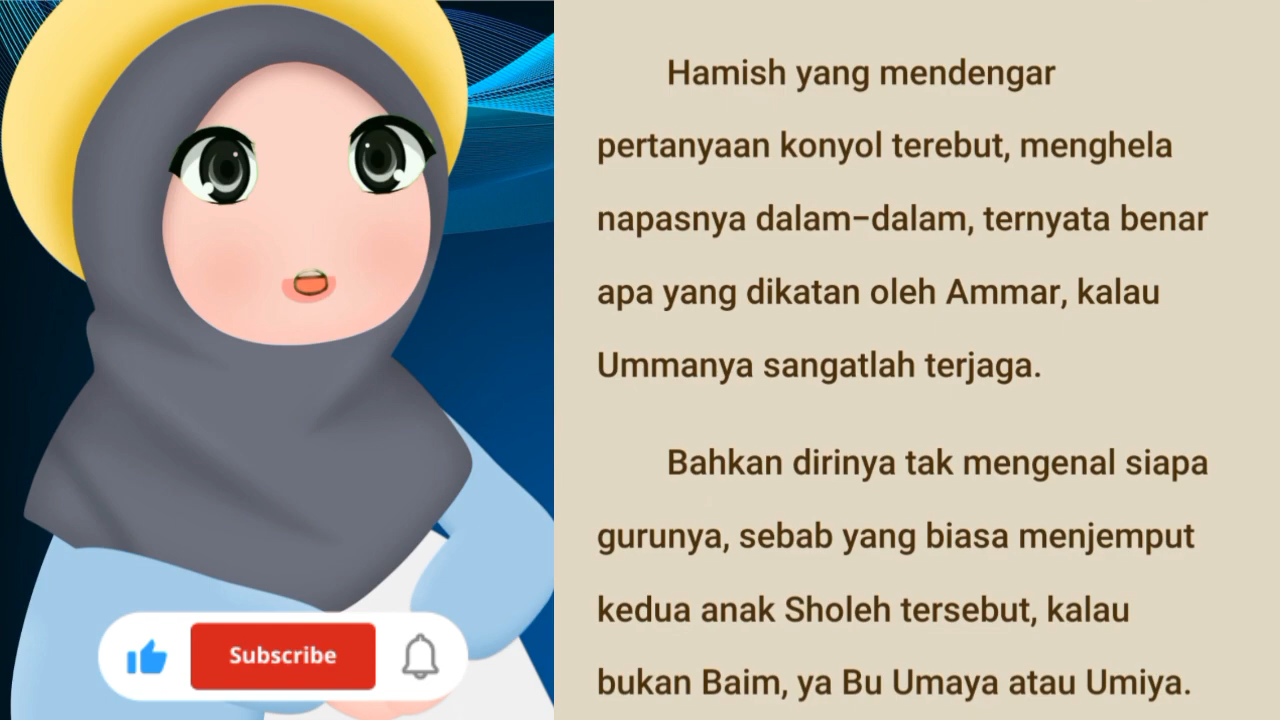 Hamish yang mendengar
pertanyaan konyol terebut, menghela
napasnya dalam-dalam, ternyata benar
apa yang dikatan oleh Ammar, kalau
Ummanya sangatlah terjaga.
Bahkan dirinya tak mengenal siapa
gurunya, sebab yang biasa menjemput
kedua anak Sholeh tersebut, kalau
bukan Baim, ya Bu Umaya atau Umiya.
Subscribe